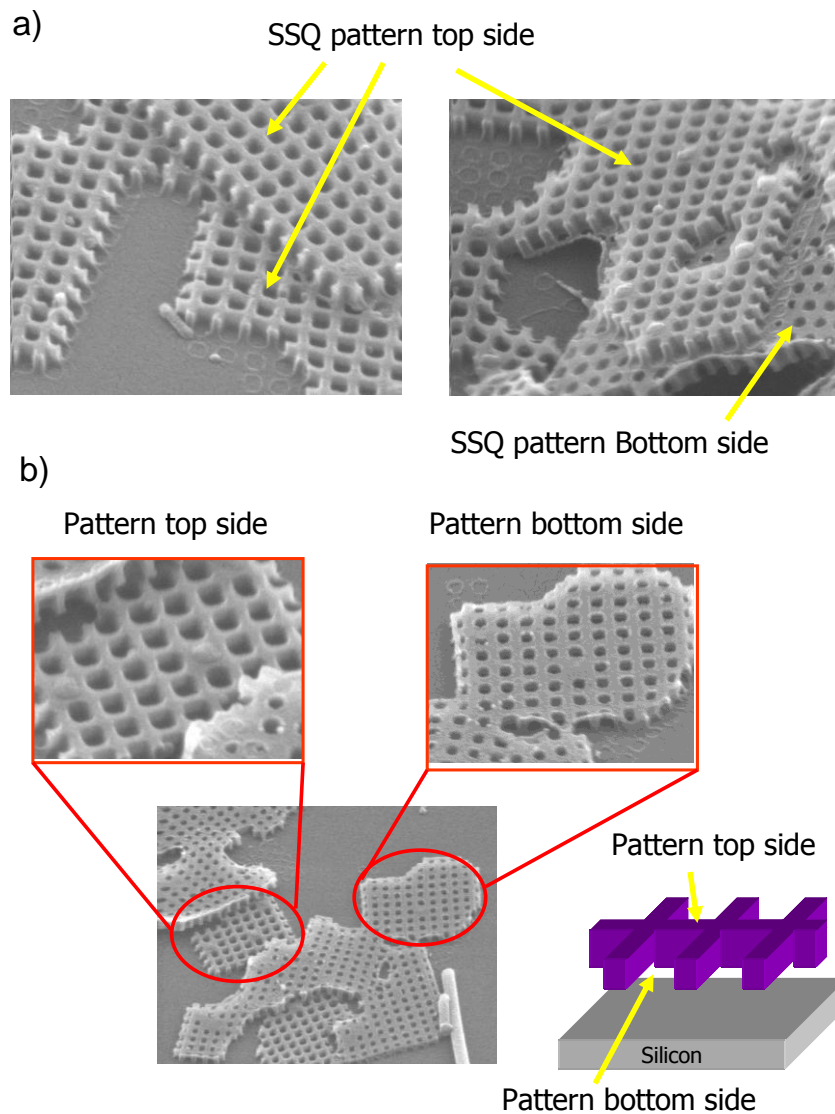 a)
SSQ pattern top side
SSQ pattern Bottom side
b)
Pattern top side
Pattern bottom side
Pattern top side
Silicon
Pattern bottom side